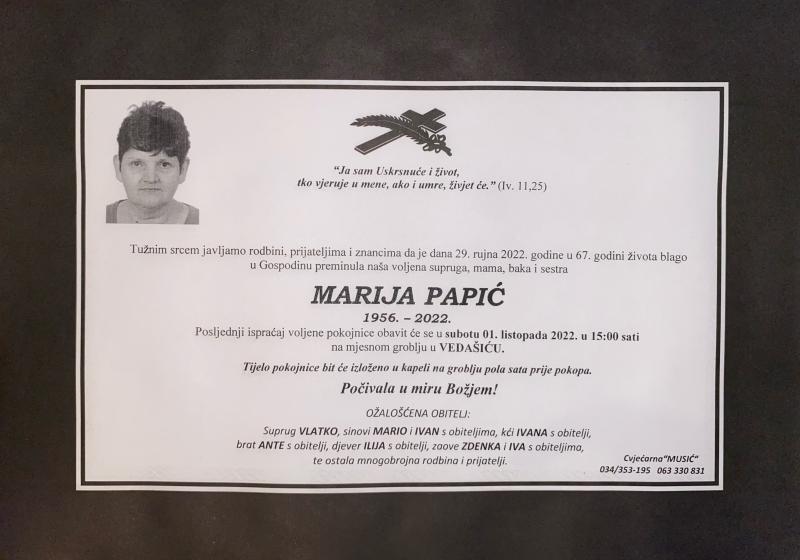 “Ja sam Uskrsnuće i život,
tko vjeruje u mene, ako i umre, živjet će.” (Iv. 11,25)
Tužnim srcem javljamo rodbini, prijateljima i znancima da je dana 29. rujna 2022. godine u 67. godini života blago
u Gospodinu preminula naša voljena supruga, mama, baka i sestra
MARIJA PAPIĆ
1956. – 2022.
Posljednji ispraćaj voljene pokojnice obavit će se u subotu 01. listopada 2022. u 15:00 sati
na mjesnom groblju u VEDAŠIĆU.
Tijelo pokojnice bit će izloženo u kapeli na groblju pola sata prije pokopa.
Počivala u miru Božjem!
OŽALOŠĆENA OBITELJ:
Suprug VLATKO, sinovi MARIO i IVAN s obiteljima, kći IVANA s obitelji,
brat ANTE s obitelji, djever ILIJA s obitelji, zaove ZDENKA i IVA s obiteljima,
te ostala mnogobrojna rodbina i prijatelji.
Cvjećarna“MUSIĆ“
034/353-195 063 330 831